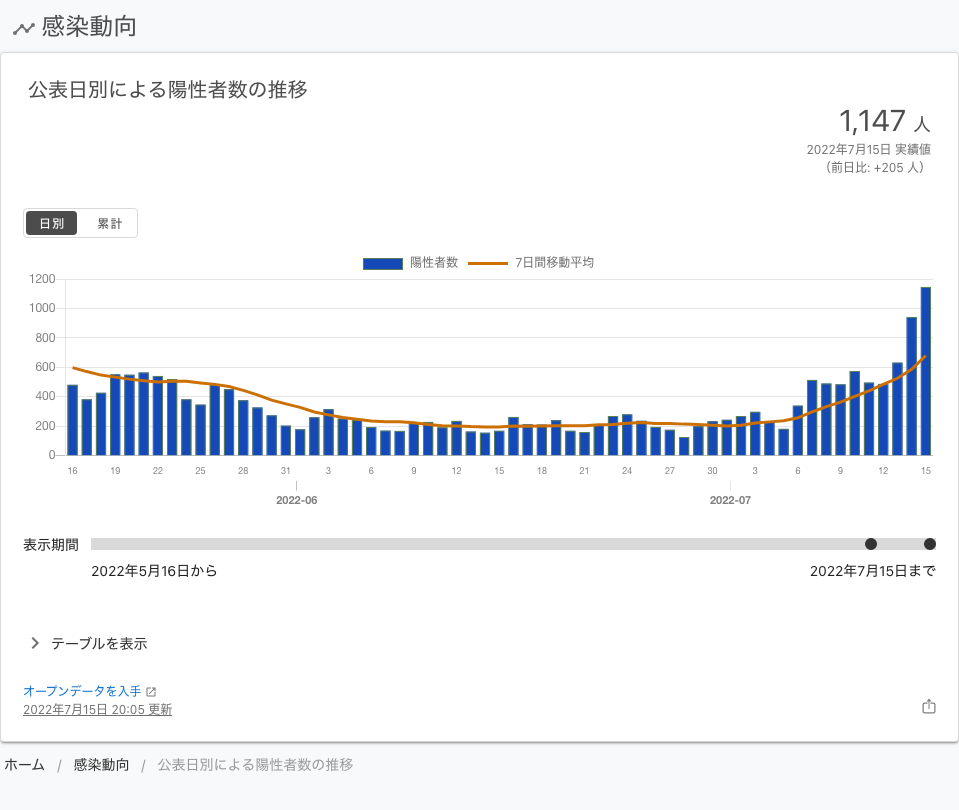 感染動向
公表日別による陽性者数の推移
1,147 人
2022年7月15日 実績値
（前日比: +205 人）
日別 累計
陽性者数 7日間移動平均
1200
1000
800
600
400
200
0
16 19 22 25 28 31 3 6 9 12 15 18 21 24 27 30 3 6 9 12 15
2022-06 2022-07
表示期間
2022年5月16日から 2022年7月15日まで
テーブルを表示
オープンデータを入手
2022年7月15日 20:05 更新
ホーム / 感染動向 / 公表日別による陽性者数の推移